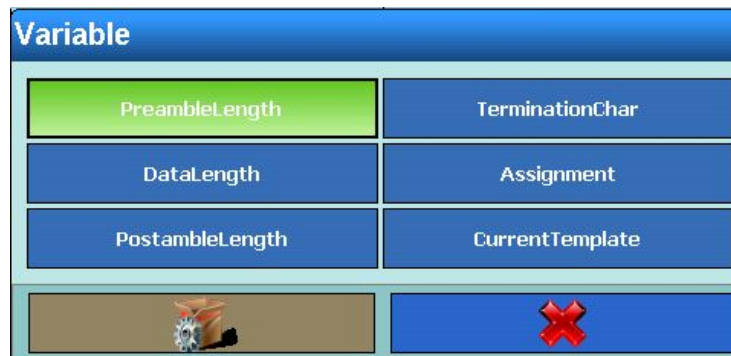 Variable
PreambleLength
TerminationChar
DataLength
Assignment
PostambleLength
CurrentTemplate